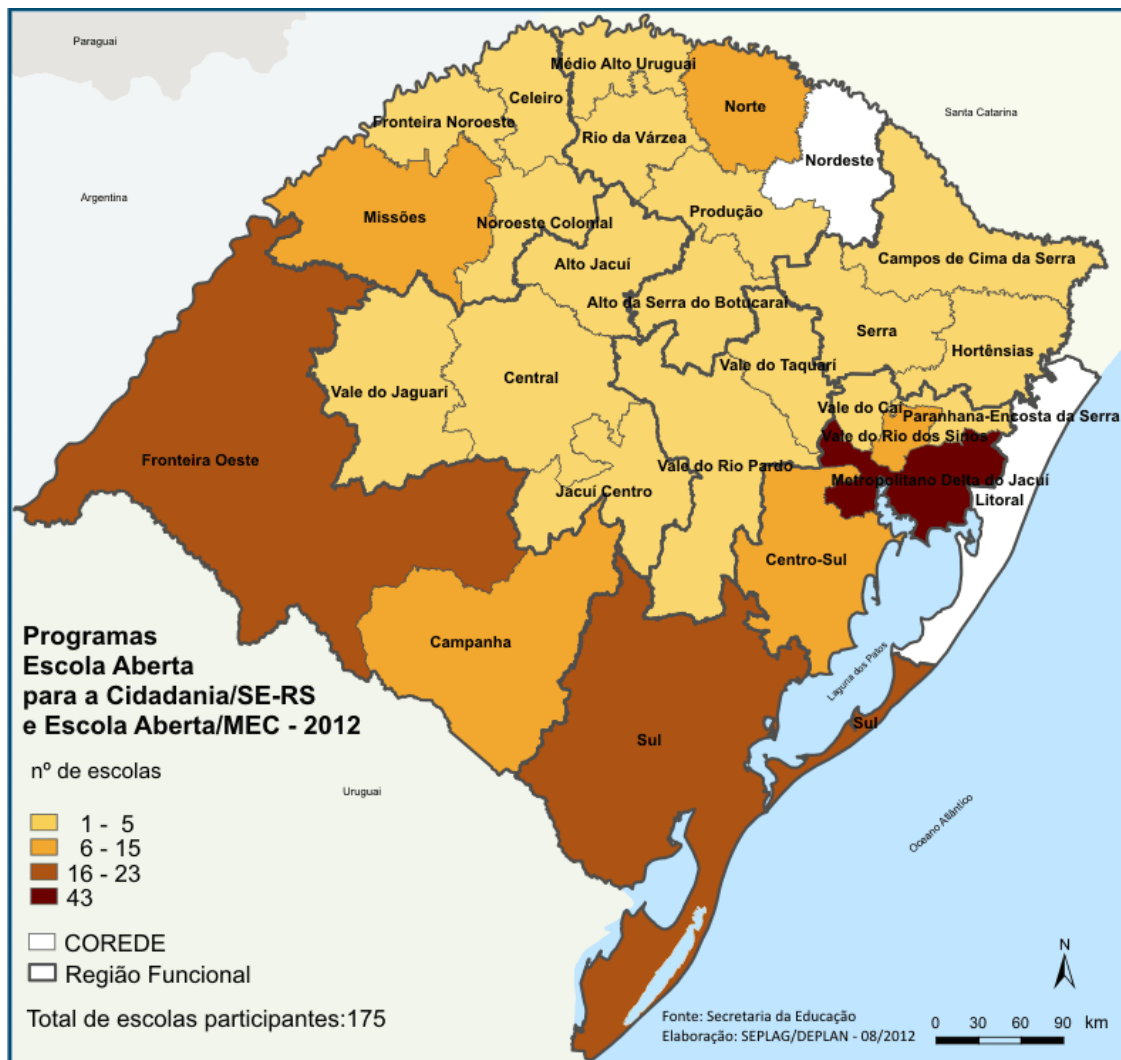 Paraguai
Médio Alto Uruguai
Celeiro
Norte
Santa Catarina
Fronteira Noroeste
Rio da Várzea
Nordeste
Argentina
Missões
Noroeste Colonial
Produção
Alto Jacuí
Campos de Cima da Serra
Alto da Serra do Botucaraí
Serra
Hortênsias
Vale do Taquarí
Central
Vale do Jaguarí
Vale do Caí
Paranhana-Encosta da Serra
Vale do Rio dos Sinos
Fronteira Oeste
Vale do Rio Pardo
Metropolitano Delta do Jacuí
Jacuí Centro
Litoral
Centro-Sul
Campanha
Laguna dos Patos
Sul
Sul
Oceano Atlântico
Uruguai
Programas
Escola Aberta
para a Cidadania/SE-RS
e Escola Aberta/MEC - 2012
nº de escolas
1 - 5
6 - 15
16 - 23
43
COREDE
Região Funcional
Total de escolas participantes:175
Fonte: Secretaria da Educação
Elaboração: SEPLAG/DEPLAN - 08/2012
N
0 30 60 90 km